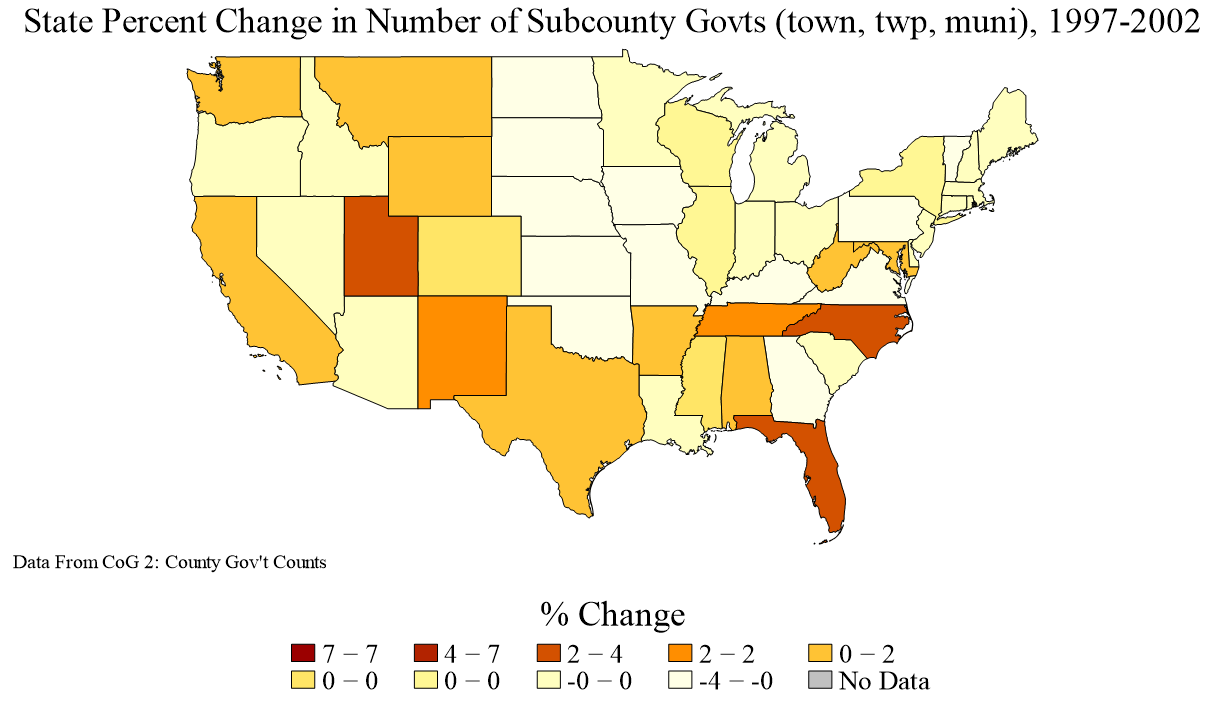 State Percent Change in Number of Subcounty Govts (town, twp, muni), 1997-2002
Data From CoG 2: County Gov't Counts
% Change
7 − 7 4 − 7 2 − 4 2 − 2 0 − 2
0 − 0 0 − 0 -0 − 0 -4 − -0 No Data